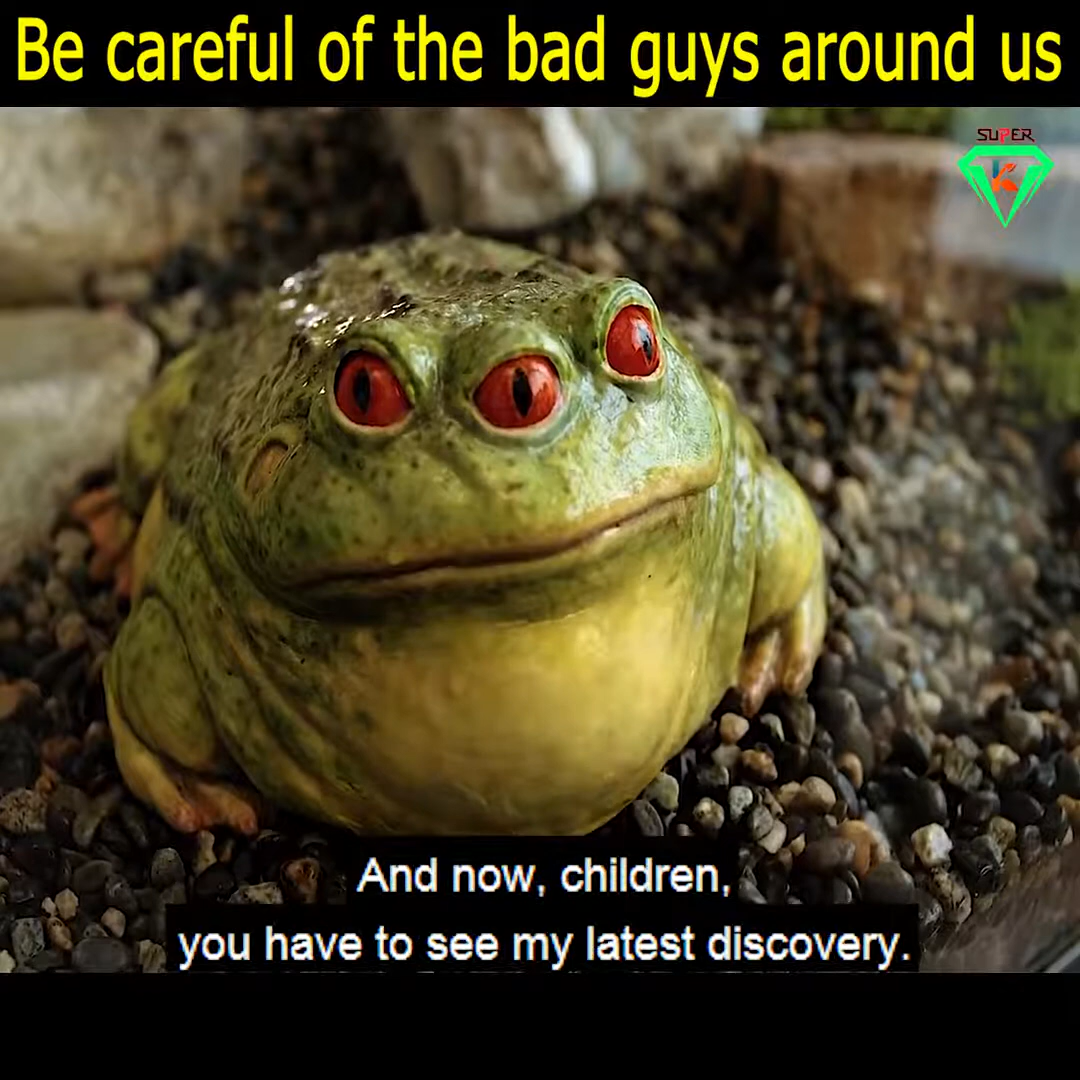 Be careful of the bad guys around us
SUPER
K
And now, children,
you have to see my latest discovery.